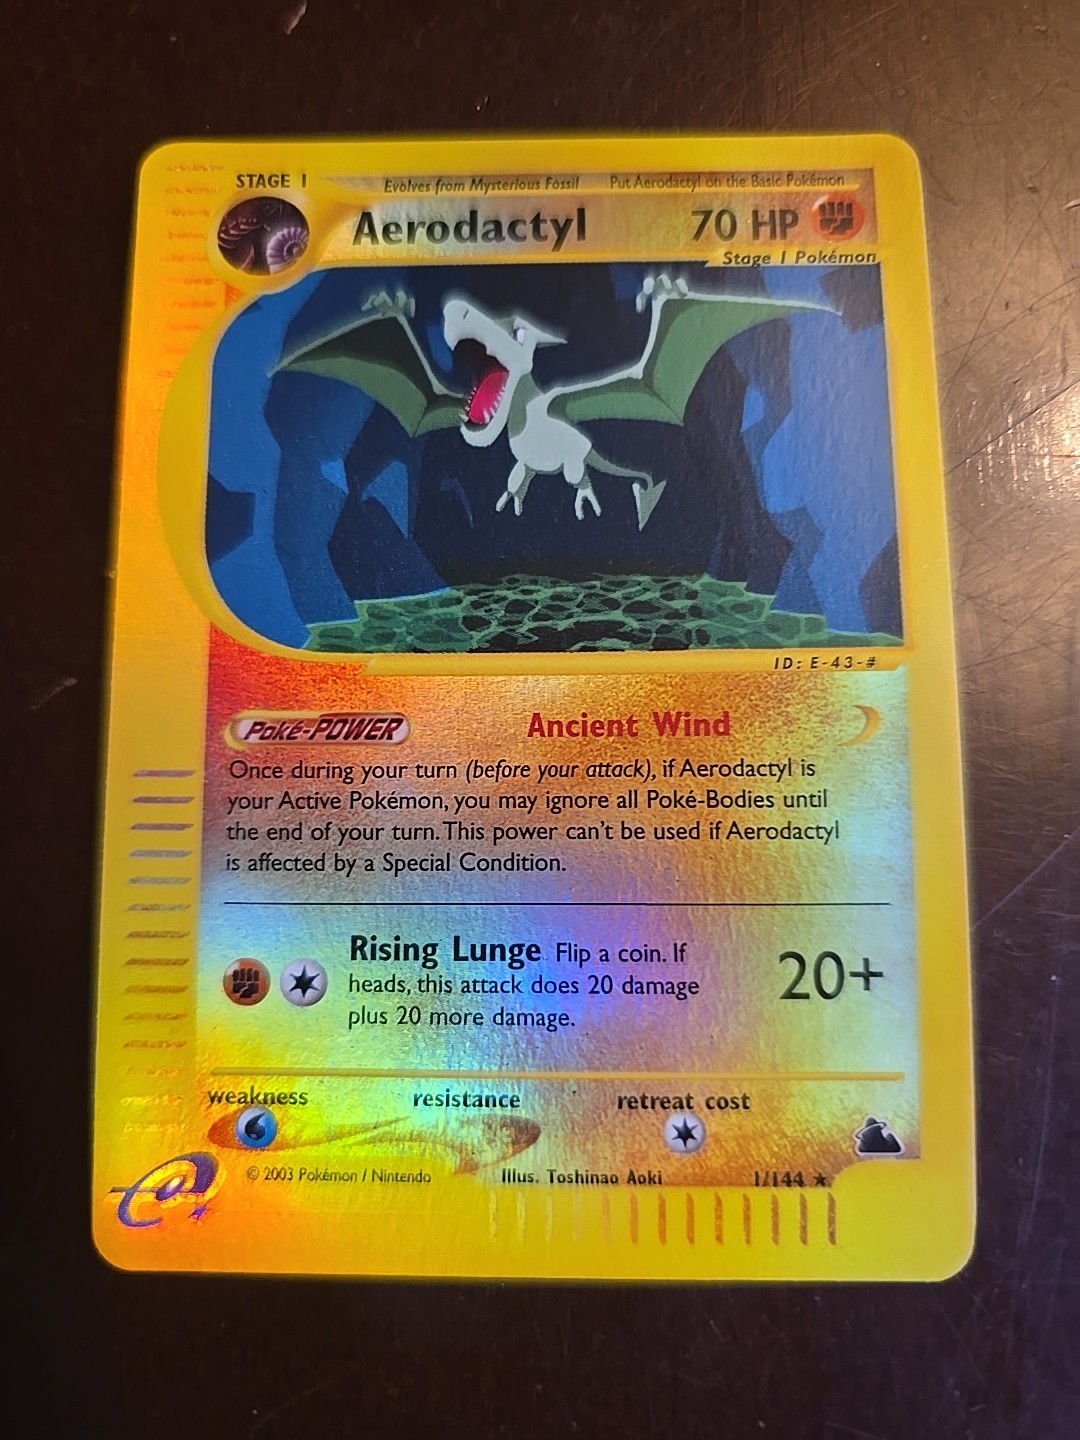 STAGE 1
Evolves from Mysterious Fossil Put Aerodactyl on the Basic Pokémon
Aerodactyl 70 HP
Stage 1 Pokémon
ID: E-43-#
Poké-POWER Ancient Wind
Once during your turn (before your attack), if Aerodactyl is
your Active Pokémon, you may ignore all Poké-Bodies until
the end of your turn. This power can't be used if Aerodactyl
is affected by a Special Condition.
Rising Lunge Flip a coin. If
heads, this attack does 20 damage
plus 20 more damage.
20+
weakness resistance retreat cost
© 2003 Pokémon / Nintendo Illus. Toshinao Aoki 1/144 ★
e